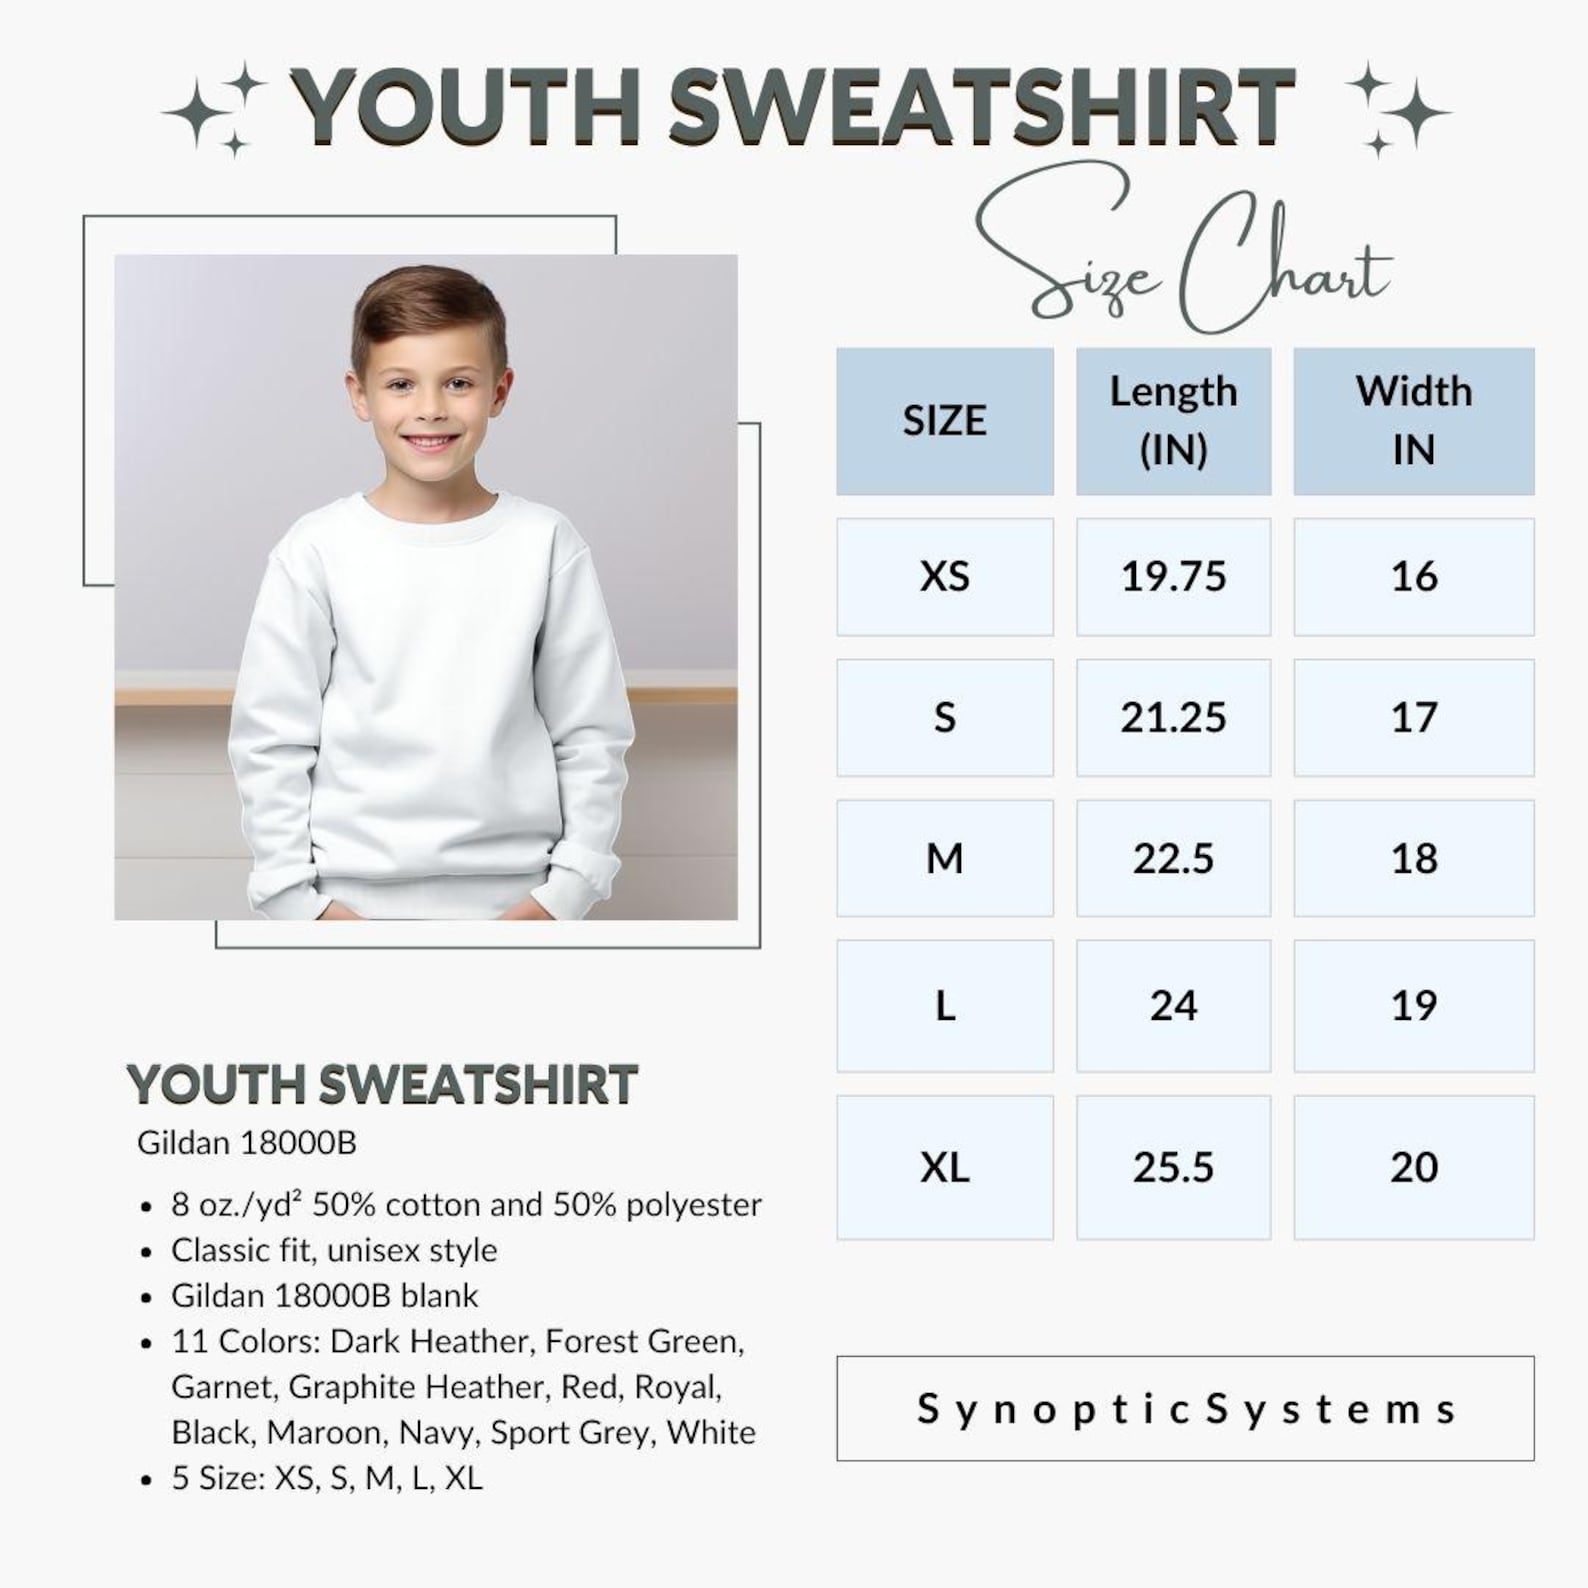 YOUTH SWEATSHIRT
Size Chart
SIZE Length (IN) Width IN
XS 19.75 16
S 21.25 17
M 22.5 18
L 24 19
XL 25.5 20
YOUTH SWEATSHIRT
Gildan 18000B
• 8 oz./yd² 50% cotton and 50% polyester
• Classic fit, unisex style
• Gildan 18000B blank
• 11 Colors: Dark Heather, Forest Green,
Garnet, Graphite Heather, Red, Royal,
Black, Maroon, Navy, Sport Grey, White
• 5 Size: XS, S, M, L, XL
SynopticSystems